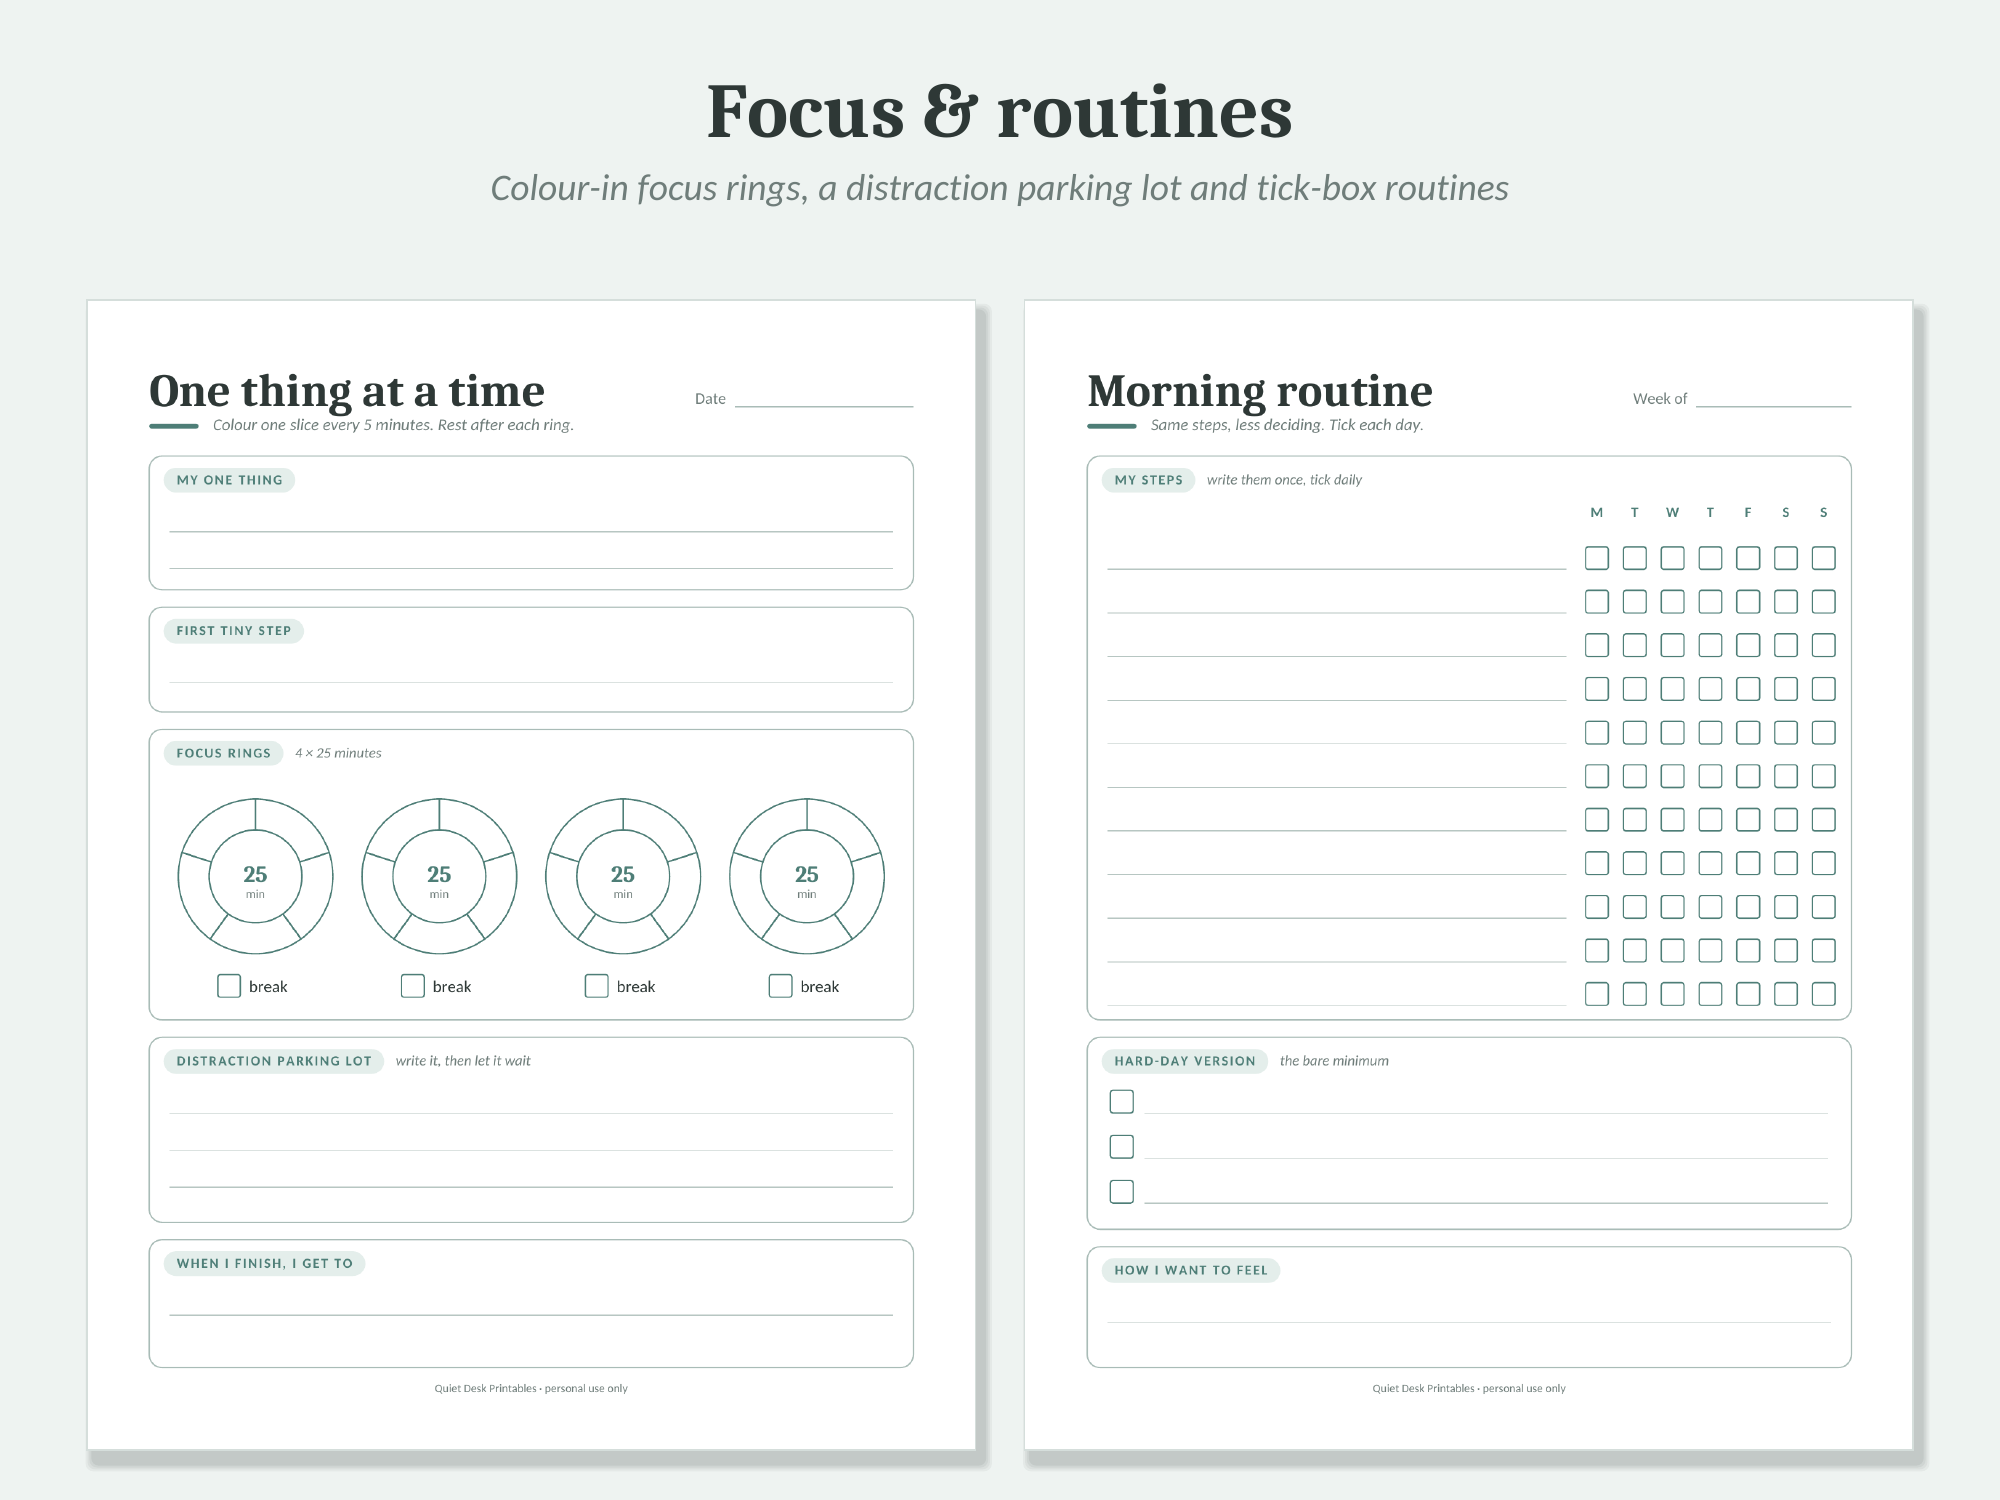 Focus & routines
Colour-in focus rings, a distraction parking lot and tick-box routines
One thing at a time
Date
Colour one slice every 5 minutes. Rest after each ring.
MY ONE THING
FIRST TINY STEP
FOCUS RINGS 4 × 25 minutes
25 25 25 25
min min min min
break break break break
DISTRACTION PARKING LOT write it, then let it wait
WHEN I FINISH, I GET TO
Quiet Desk Printables · personal use only
Morning routine
Week of
Same steps, less deciding. Tick each day.
MY STEPS write them once, tick daily
M T W T F S S
HARD-DAY VERSION the bare minimum
HOW I WANT TO FEEL
Quiet Desk Printables · personal use only